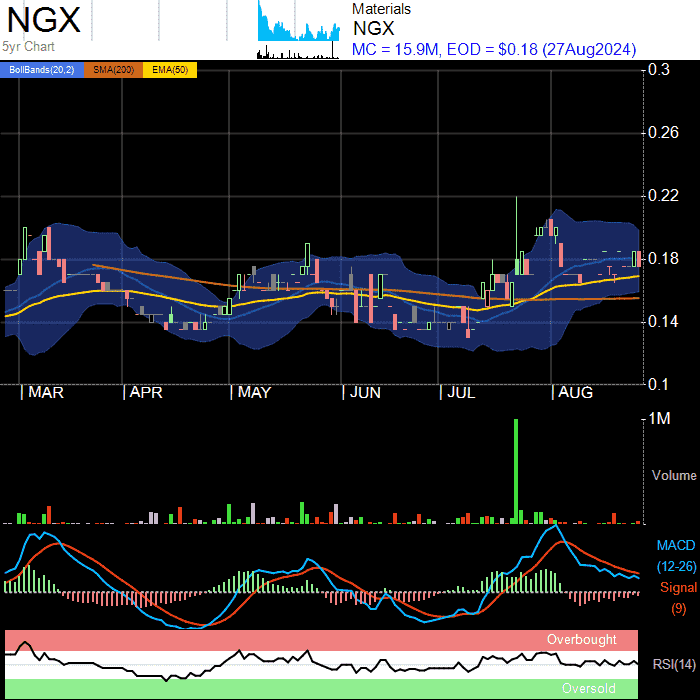 NGX
5yr Chart
Materials
NGX
MC = 15.9M, EOD = $0.18 (27Aug2024)
BollBands(20,2) SMA(200) EMA(50)
0.3
0.26
0.22
0.18
0.14
0.1
MAR APR MAY JUN JUL AUG
1M
Volume
MACD
(12-26)
Signal
(9)
Overbought
RSI(14)
Oversold